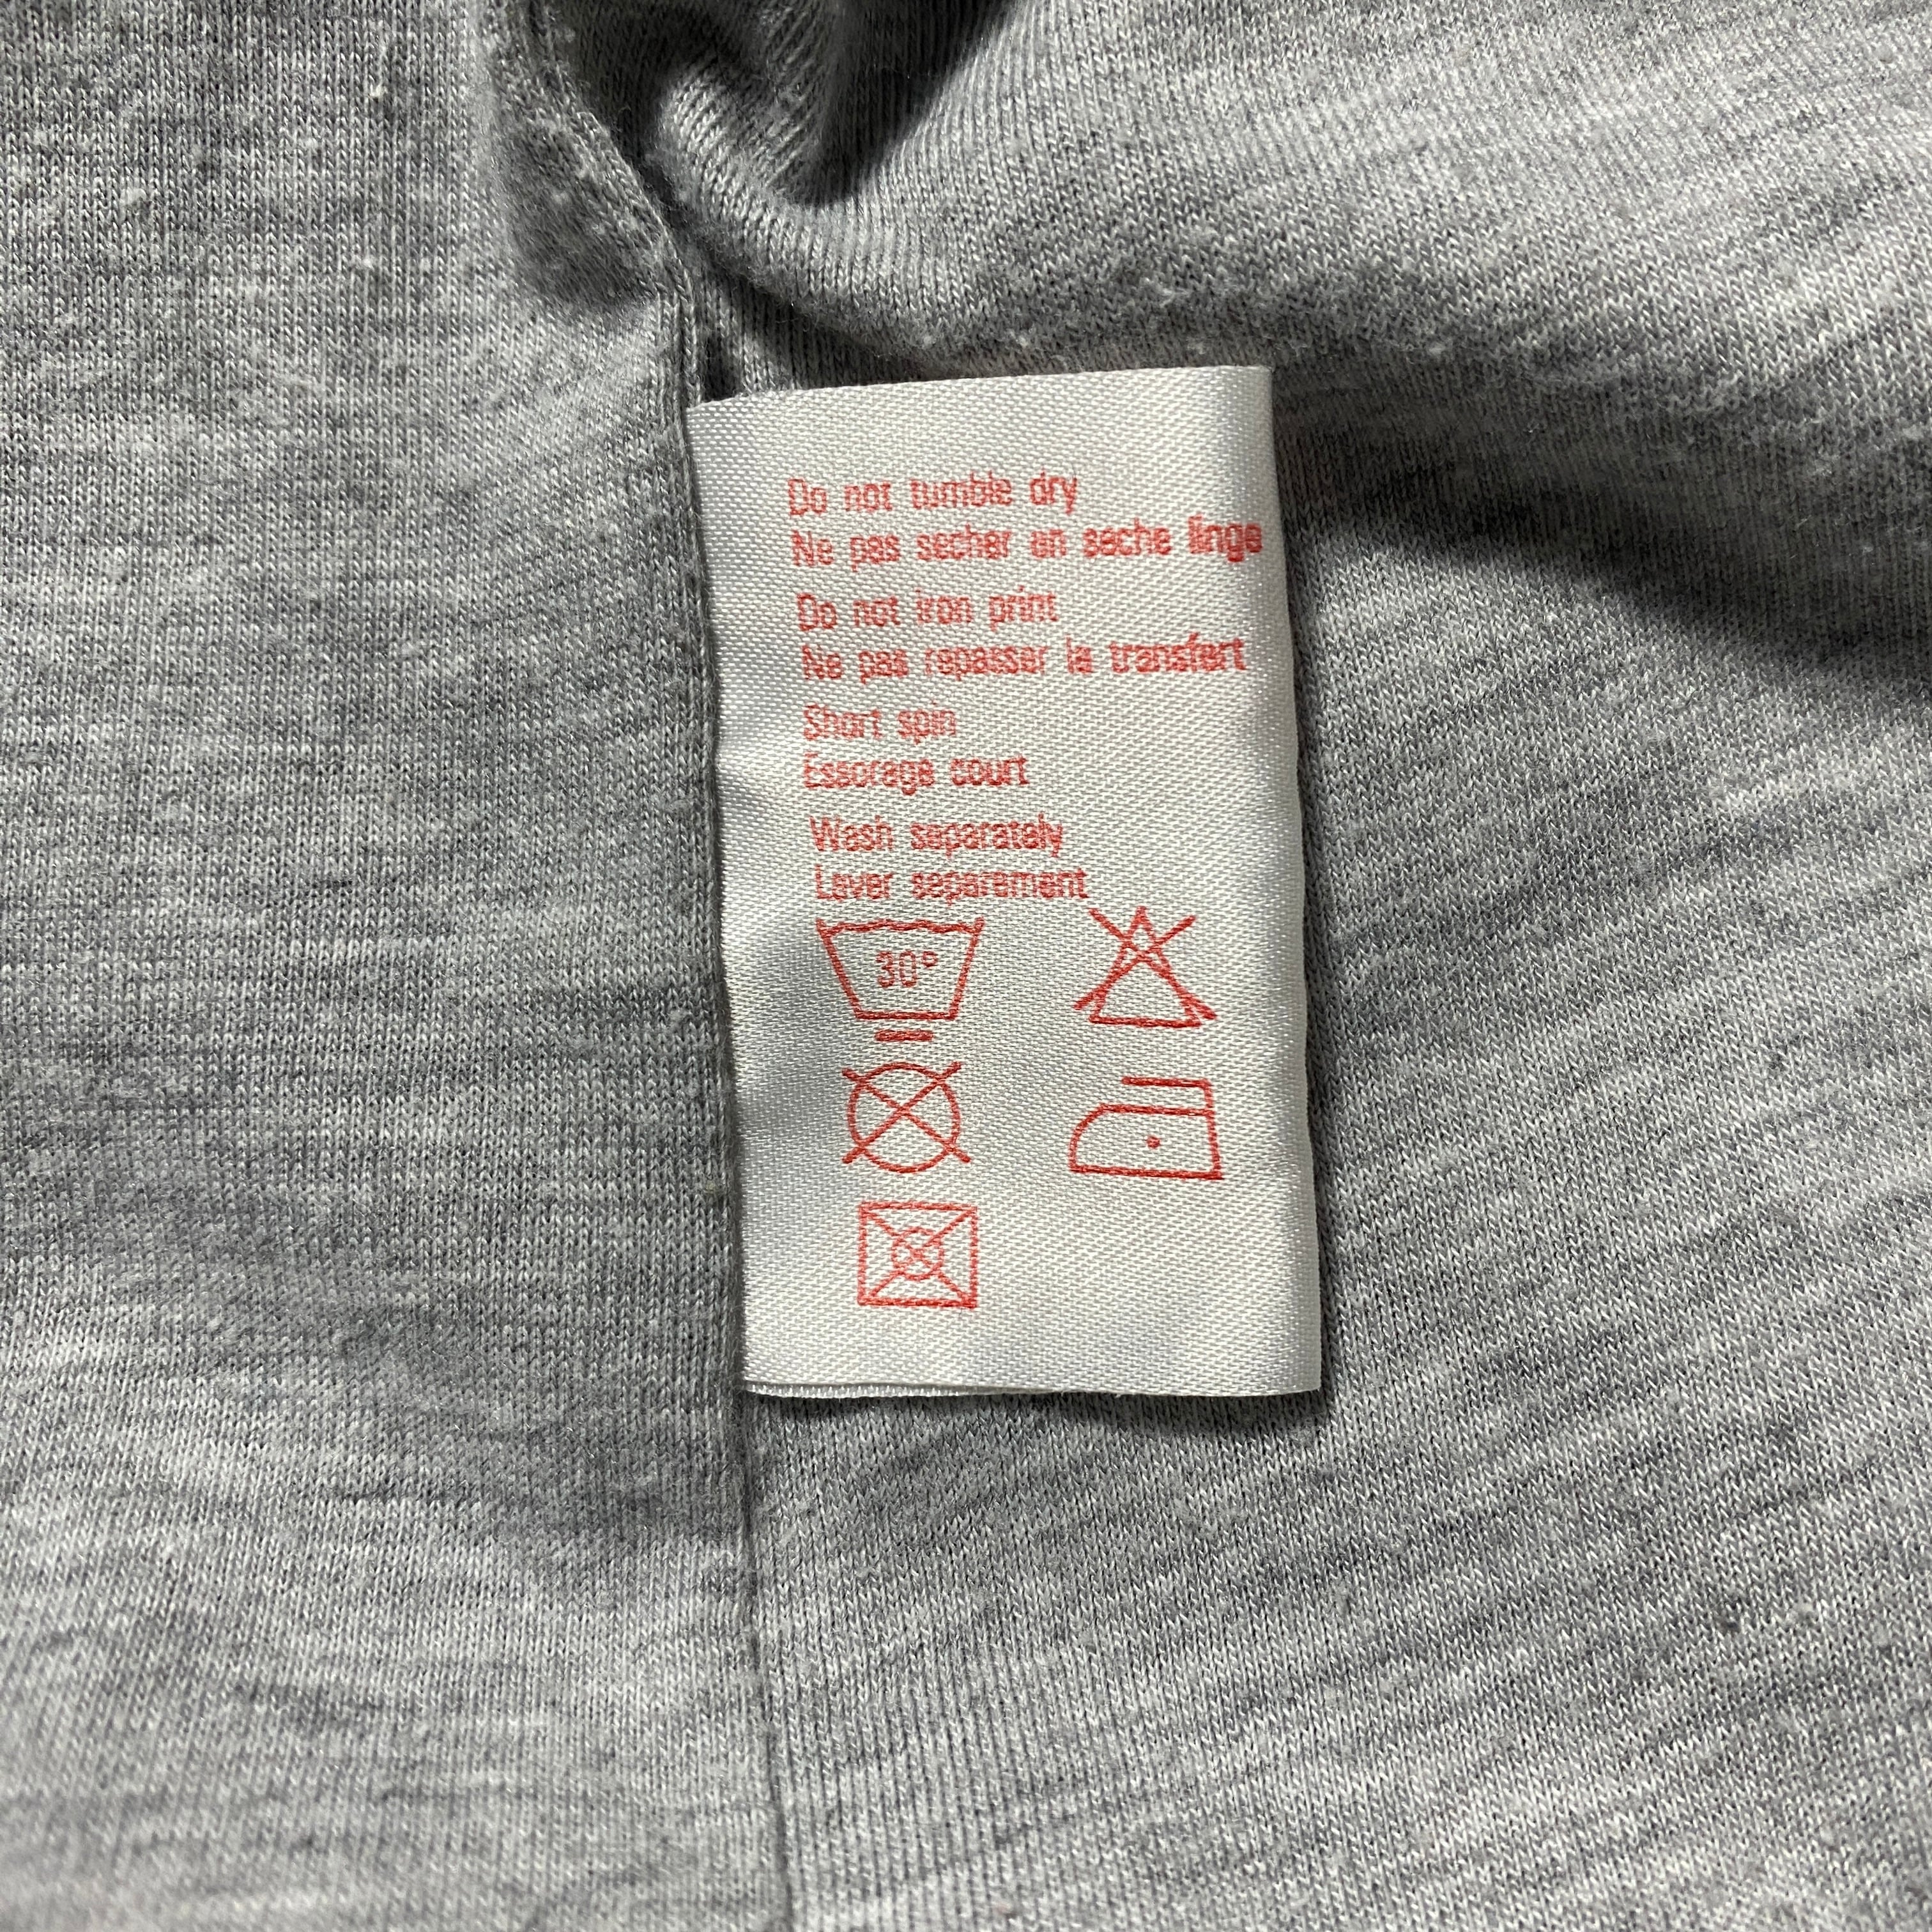 Do not tumble dry
Ne pas secher en seche linge
Do not iron print
Ne pas repasser le transfert
Short spin
Essorage court
Wash separately
Laver separement
30°